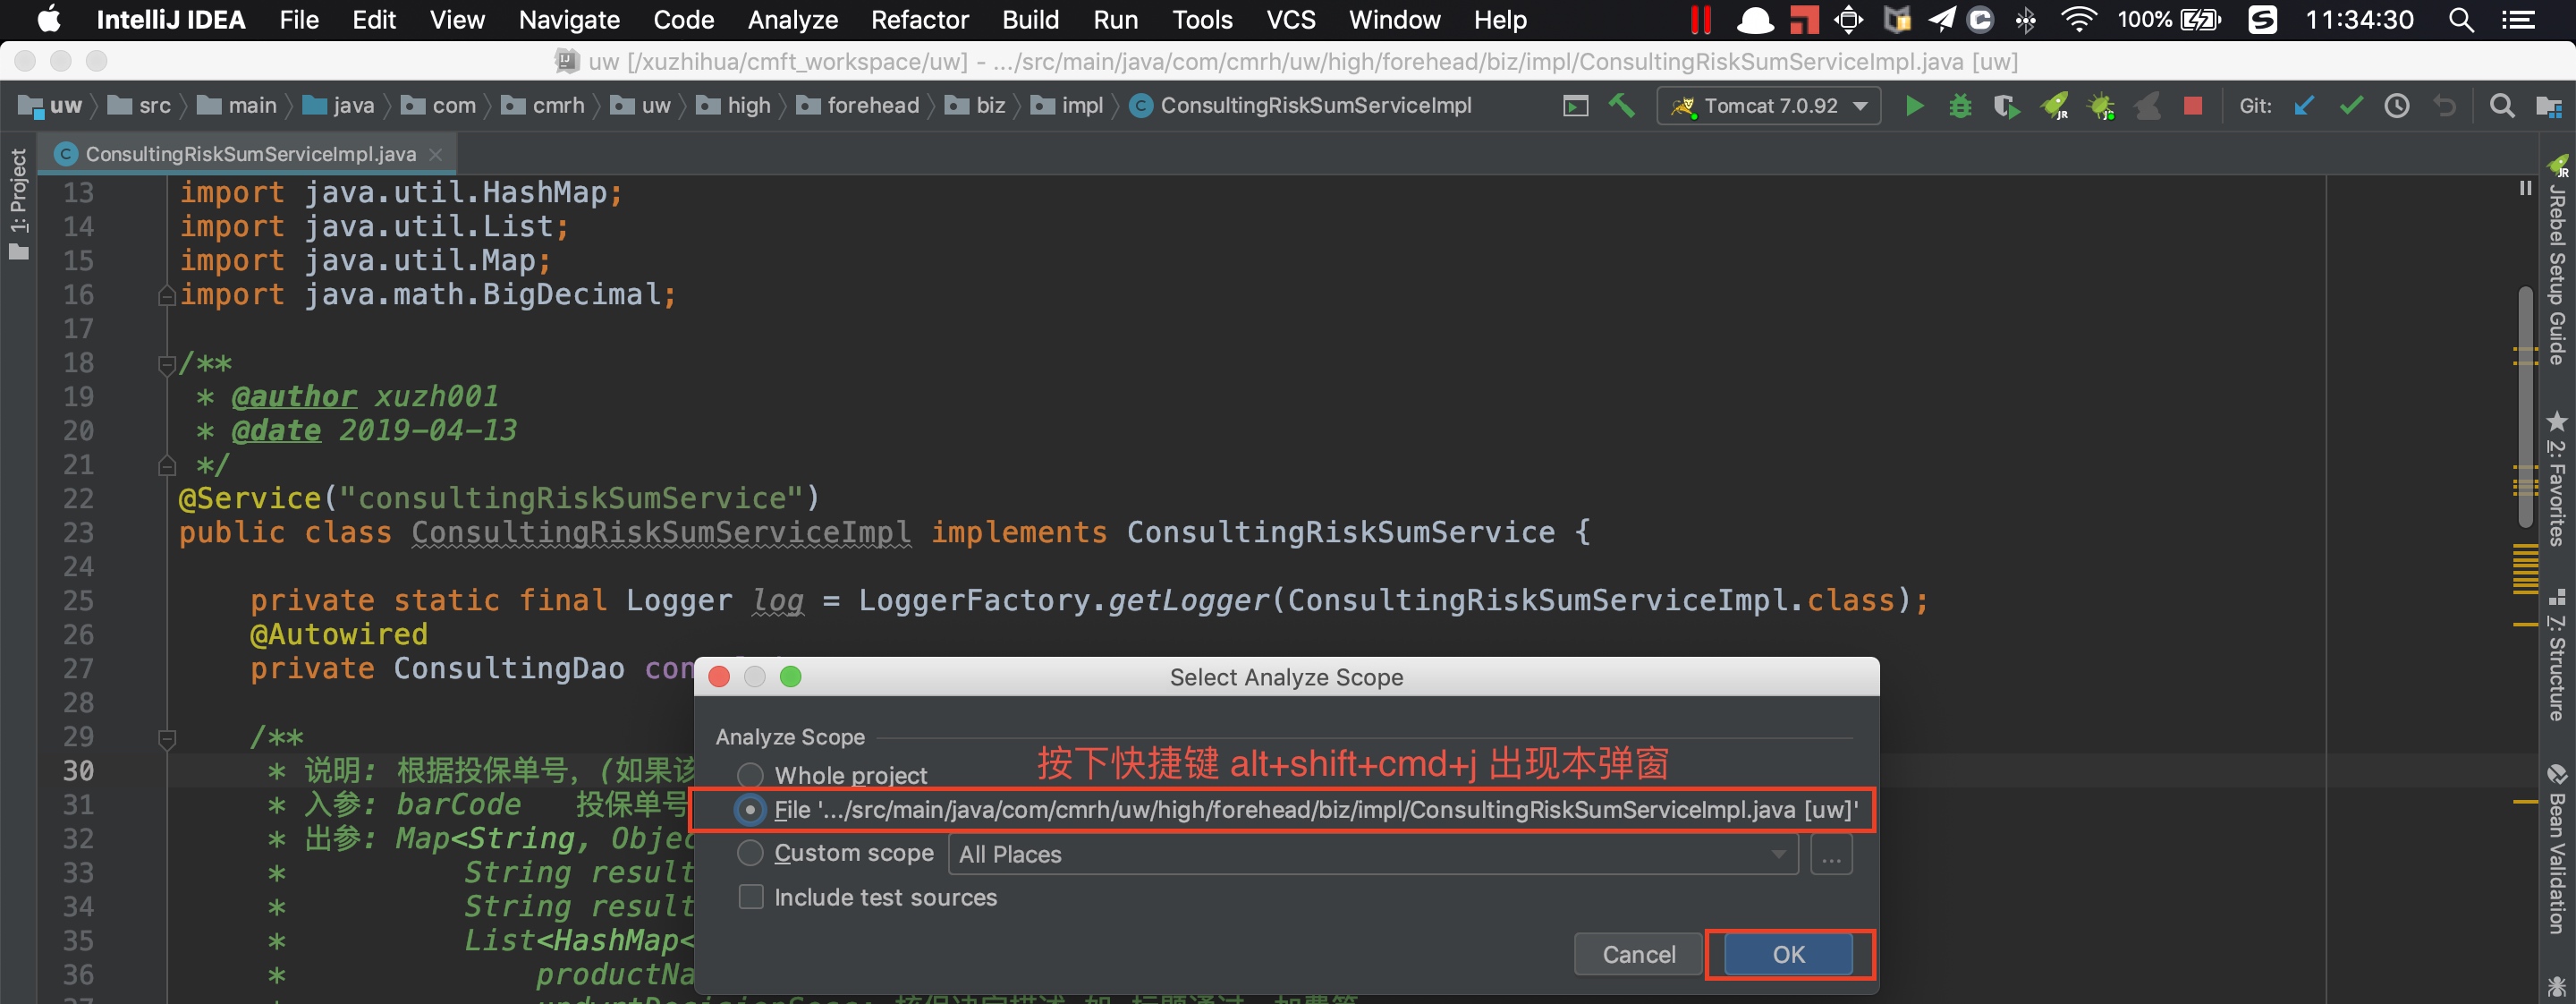 IntelliJ IDEA File Edit View Navigate Code Analyze Refactor Build Run Tools VCS Window Help 100% 11:34:30
uw [/xuzhihua/cmft_workspace/uw] - .../src/main/java/com/cmrh/uw/high/forehead/biz/impl/ConsultingRiskSumServiceImpl.java [uw]
uw src main java com cmrh uw high forehead biz impl ConsultingRiskSumServiceImpl Tomcat 7.0.92 Git:
ConsultingRiskSumServiceImpl.java
1: Project
13 import java.util.HashMap;
14 import java.util.List;
15 import java.util.Map;
16 import java.math.BigDecimal;
17
18 /**
19 * @author xuzh001
20 * @date 2019-04-13
21 */
22 @Service("consultingRiskSumService")
23 public class ConsultingRiskSumServiceImpl implements ConsultingRiskSumService {
24
25 private static final Logger log = LoggerFactory.getLogger(ConsultingRiskSumServiceImpl.class);
26 @Autowired
27 private ConsultingDao con
28
29 /**
30 * 说明: 根据投保单号, (如果该
31 * 入参: barCode 投保单号
32 * 出参: Map<String, Objec
33 * String result
34 * String result
35 * List<HashMap<
36 * productNa
Select Analyze Scope
Analyze Scope
按下快捷键 alt+shift+cmd+j 出现本弹窗
Whole project
File '.../src/main/java/com/cmrh/uw/high/forehead/biz/impl/ConsultingRiskSumServiceImpl.java [uw]'
Custom scope All Places ...
Include test sources
Cancel OK
JRebel Setup Guide
2: Favorites
7: Structure
Bean Validation